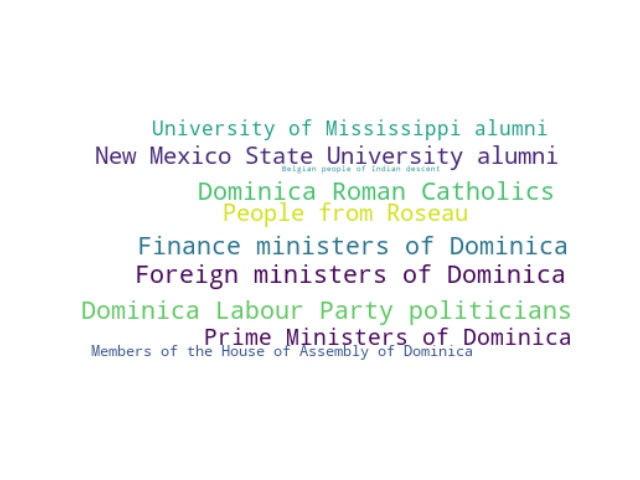 University of Mississippi alumni
New Mexico State University alumni
Belgian people of Indian descent
Dominica Roman Catholics
People from Roseau
Finance ministers of Dominica
Foreign ministers of Dominica
Dominica Labour Party politicians
Prime Ministers of Dominica
Members of the House of Assembly of Dominica